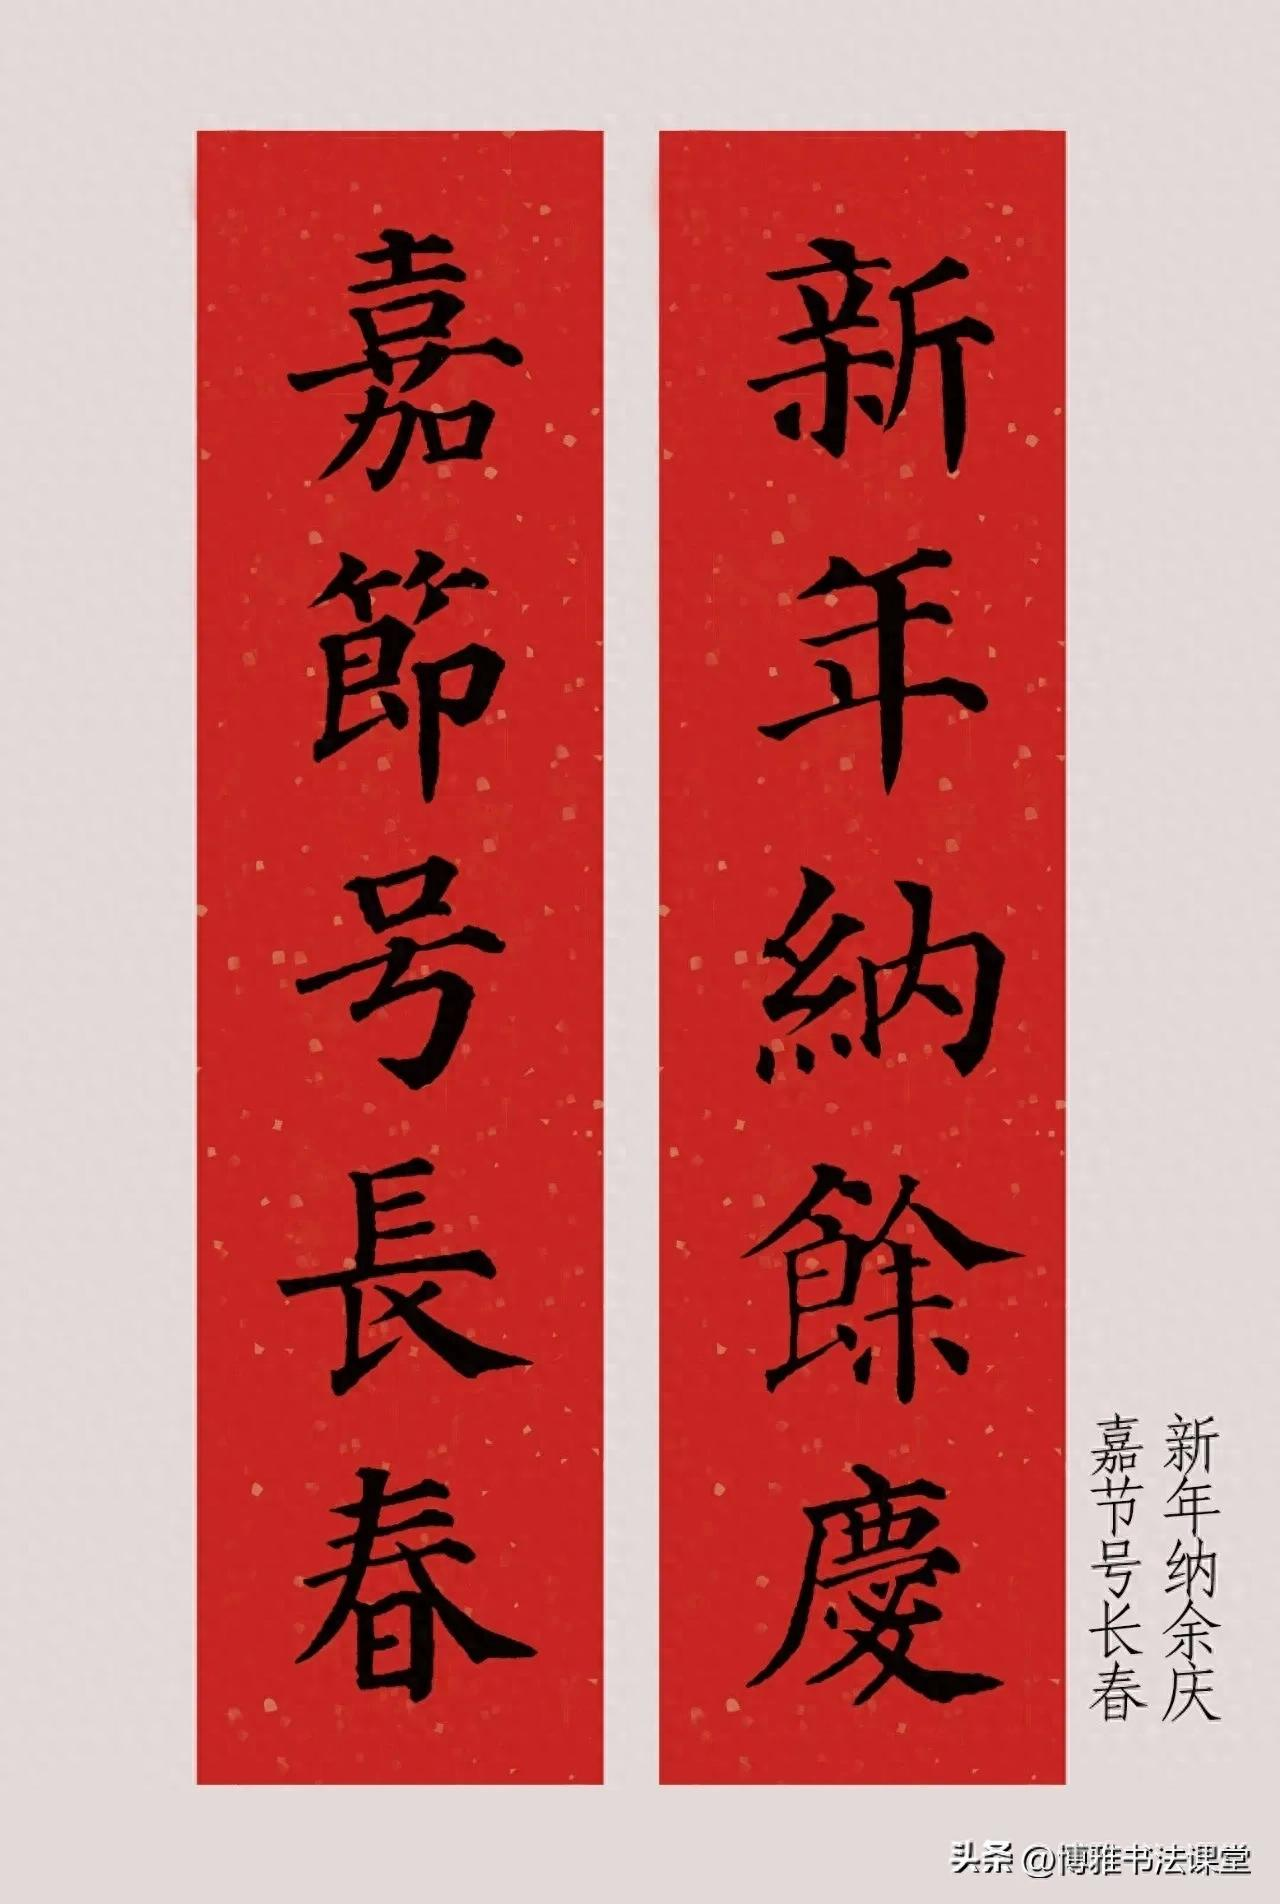 新年納餘慶
嘉節号長春
新年纳余庆
嘉节号长春
头条 @博雅书法课堂